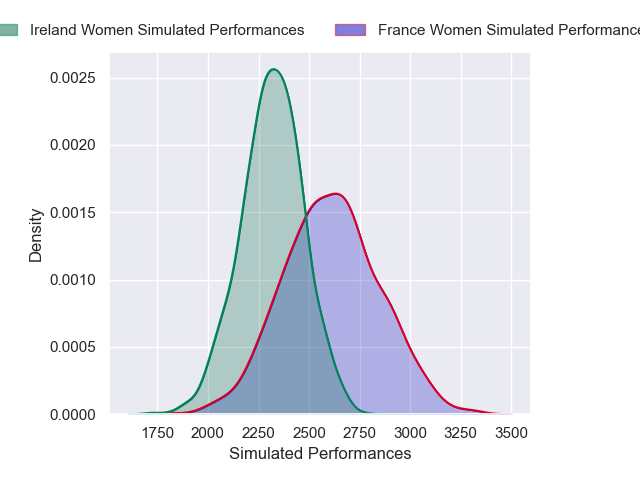 Ireland Women Simulated Performances
France Women Simulated Performance
0.0025
0.0020
0.0015
0.0010
0.0005
0.0000
Density
1750 2000 2250 2500 2750 3000 3250 3500
Simulated Performances